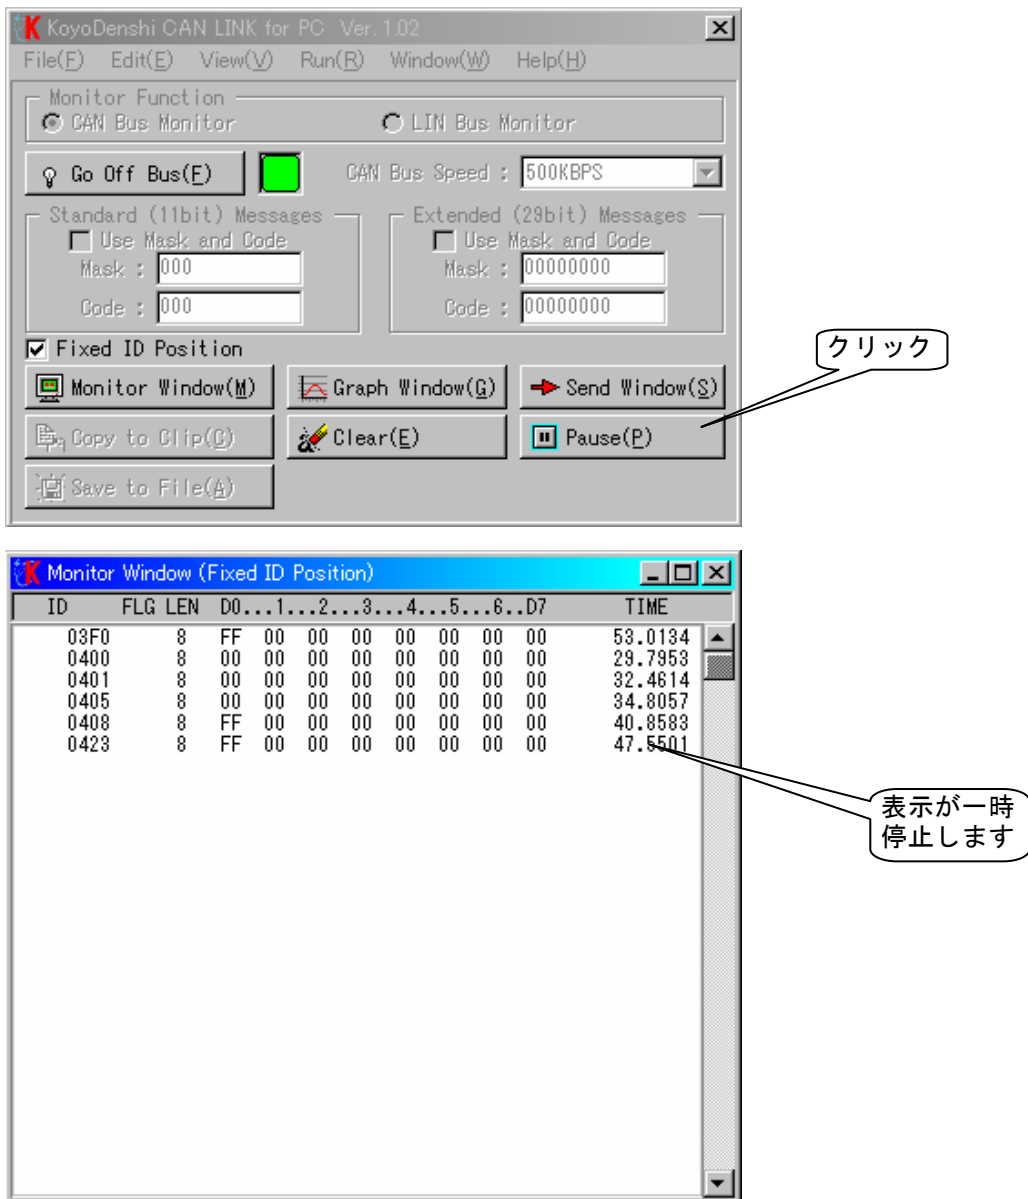 KoyoDenshi CAN LINK for PC Ver.1.02
File(F) Edit(E) View(V) Run(R) Window(W) Help(H)
Monitor Function
CAN Bus Monitor LIN Bus Monitor
Go Off Bus(F) CAN Bus Speed : 500KBPS
Standard (11bit) Messages Extended (29bit) Messages
Use Mask and Code Use Mask and Code
Mask : 000 Mask : 00000000
Code : 000 Code : 00000000
Fixed ID Position
クリック
Monitor Window(M) Graph Window(G) Send Window(S)
Copy to Clip(C) Clear(E) Pause(P)
Save to File(A)
Monitor Window (Fixed ID Position)
ID FLG LEN D0...1...2...3...4...5...6..D7 TIME
03F0 8 FF 00 00 00 00 00 00 00 53.0134
0400 8 00 00 00 00 00 00 00 00 29.7953
0401 8 00 00 00 00 00 00 00 00 32.4614
0405 8 00 00 00 00 00 00 00 00 34.8057
0408 8 FF 00 00 00 00 00 00 00 40.8583
0423 8 FF 00 00 00 00 00 00 00 47.5501
表示が一時
停止します